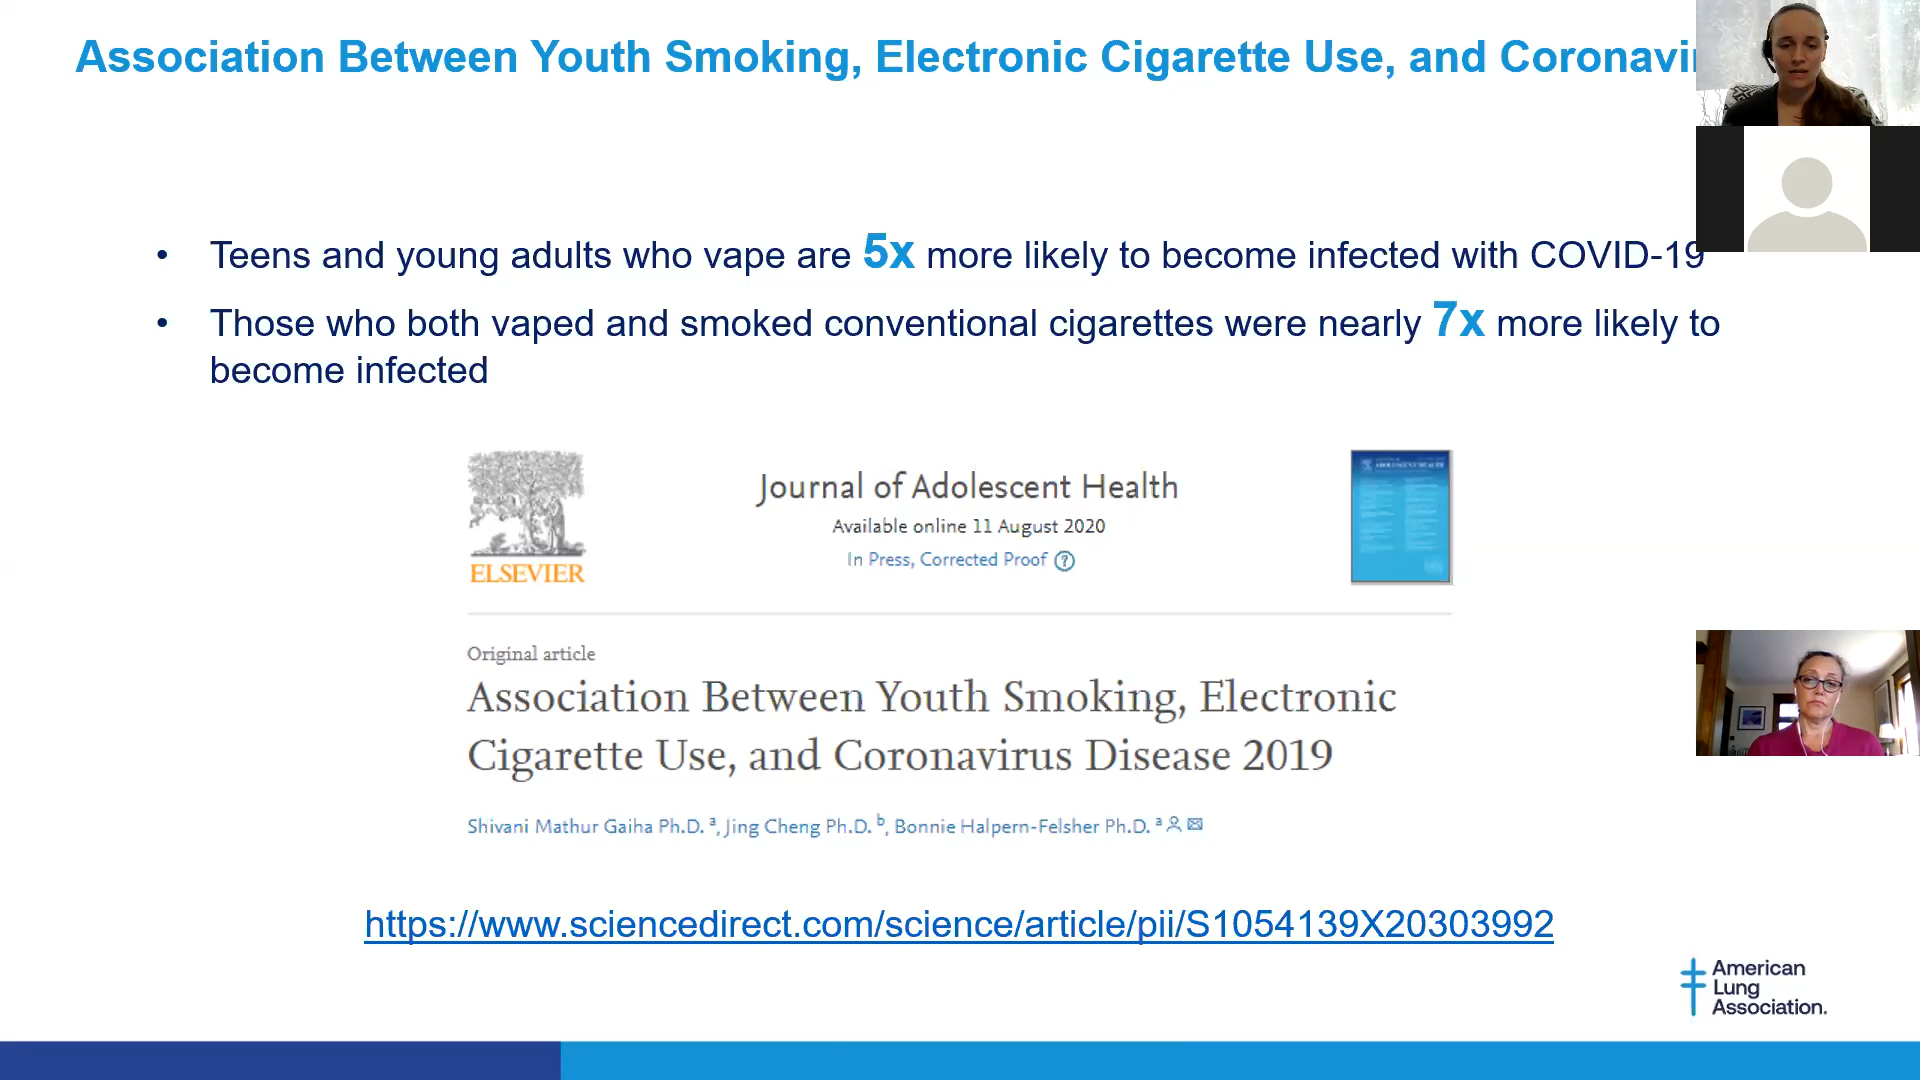 Association Between Youth Smoking, Electronic Cigarette Use, and Coronavi
• Teens and young adults who vape are 5x more likely to become infected with COVID-19
• Those who both vaped and smoked conventional cigarettes were nearly 7x more likely to
become infected
ELSEVIER
Journal of Adolescent Health
Available online 11 August 2020
In Press, Corrected Proof ?
ADOLESCENT HEALTH
Original article
Association Between Youth Smoking, Electronic
Cigarette Use, and Coronavirus Disease 2019
Shivani Mathur Gaiha Ph.D. a, Jing Cheng Ph.D. b, Bonnie Halpern-Felsher Ph.D. a
https://www.sciencedirect.com/science/article/pii/S1054139X20303992
American
Lung
Association.